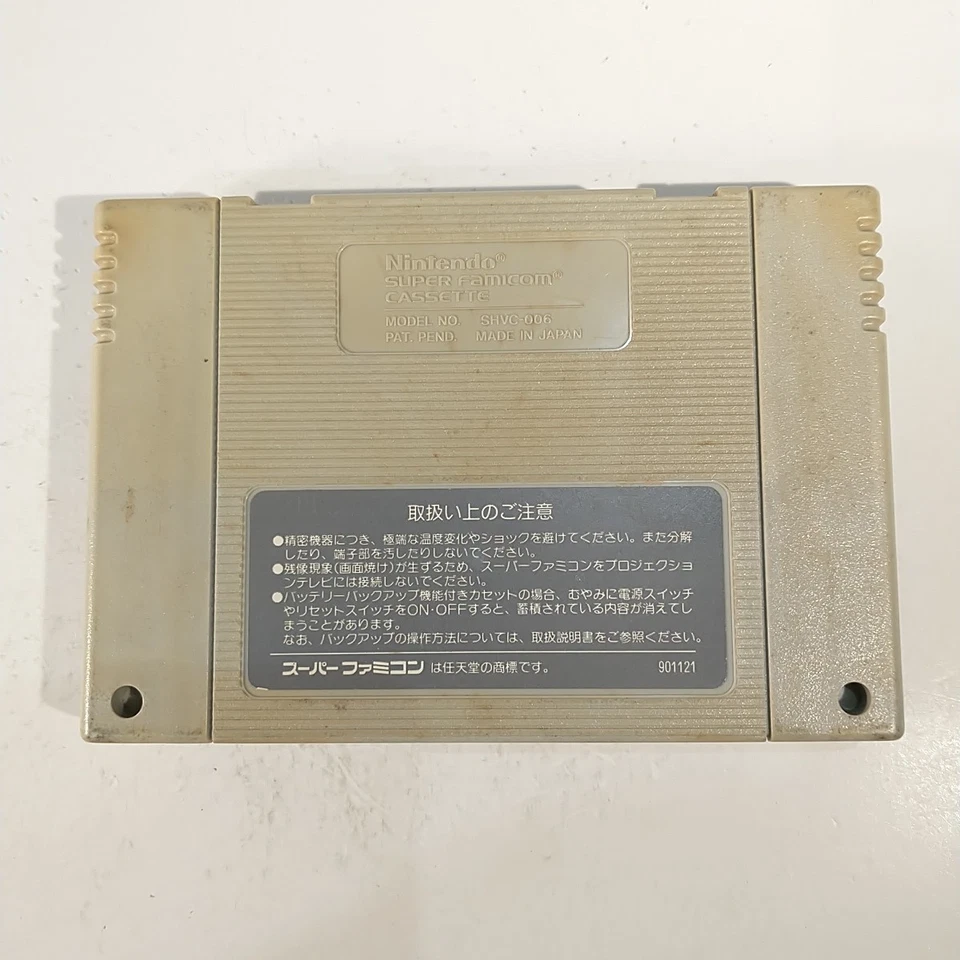 Nintendo®
SUPER FAMICOM®
CASSETTE
MODEL NO. SHVC-006
PAT. PEND. MADE IN JAPAN
取扱い上のご注意
●精密機器につき、極端な温度変化やショックを避けてください。また分解
したり、端子部を汚したりしないでください。
●残像現象(画面焼け)が生ずるため、スーパーファミコンをプロジェクショ
ンテレビには接続しないでください。
●バッテリーバックアップ機能付きカセットの場合、むやみに電源スイッチ
やリセットスイッチをON·OFFすると、蓄積されている内容が消えてし
まうことがあります。
なお、バックアップの操作方法については、取扱説明書をご参照ください。
スーパーファミコンは任天堂の商標です。 901121